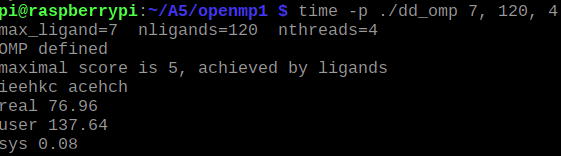 pi@raspberrypi:~/A5/openmp1 $ time -p ./dd_omp 7, 120, 4
max_ligand=7  nligands=120  nthreads=4
OMP defined
maximal score is 5, achieved by ligands
ieehkc acehch
real 76.96
user 137.64
sys 0.08